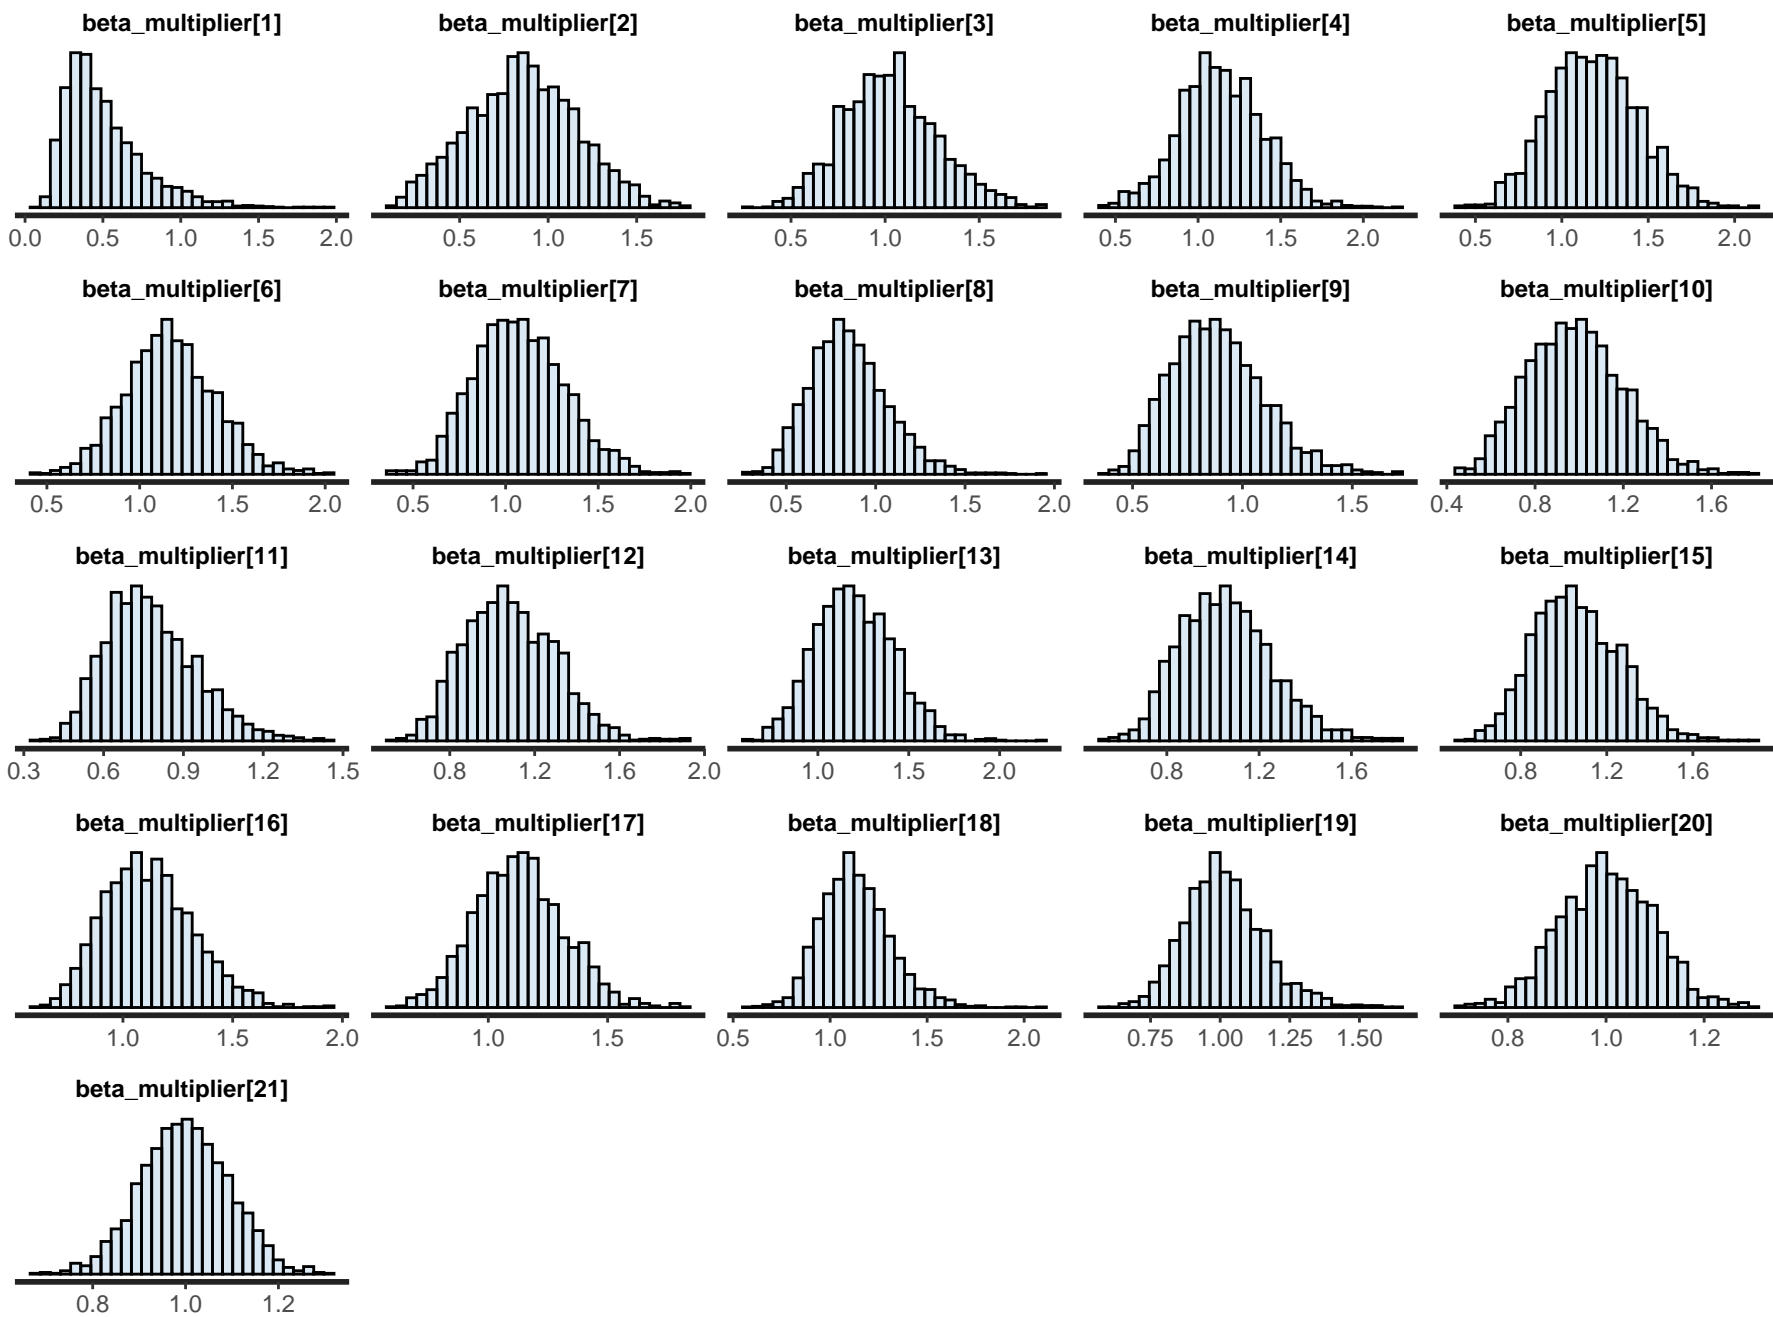 beta_multiplier[1] beta_multiplier[2] beta_multiplier[3] beta_multiplier[4] beta_multiplier[5]
0.0 0.5 1.0 1.5 2.0 0.5 1.0 1.5 0.5 1.0 1.5 0.5 1.0 1.5 2.0 0.5 1.0 1.5 2.0
beta_multiplier[6] beta_multiplier[7] beta_multiplier[8] beta_multiplier[9] beta_multiplier[10]
0.5 1.0 1.5 2.0 0.5 1.0 1.5 2.0 0.5 1.0 1.5 2.0 0.5 1.0 1.5 0.4 0.8 1.2 1.6
beta_multiplier[11] beta_multiplier[12] beta_multiplier[13] beta_multiplier[14] beta_multiplier[15]
0.3 0.6 0.9 1.2 1.5 0.8 1.2 1.6 2.0 1.0 1.5 2.0 0.8 1.2 1.6 0.8 1.2 1.6
beta_multiplier[16] beta_multiplier[17] beta_multiplier[18] beta_multiplier[19] beta_multiplier[20]
1.0 1.5 2.0 1.0 1.5 0.5 1.0 1.5 2.0 0.75 1.00 1.25 1.50 0.8 1.0 1.2
beta_multiplier[21]
0.8 1.0 1.2